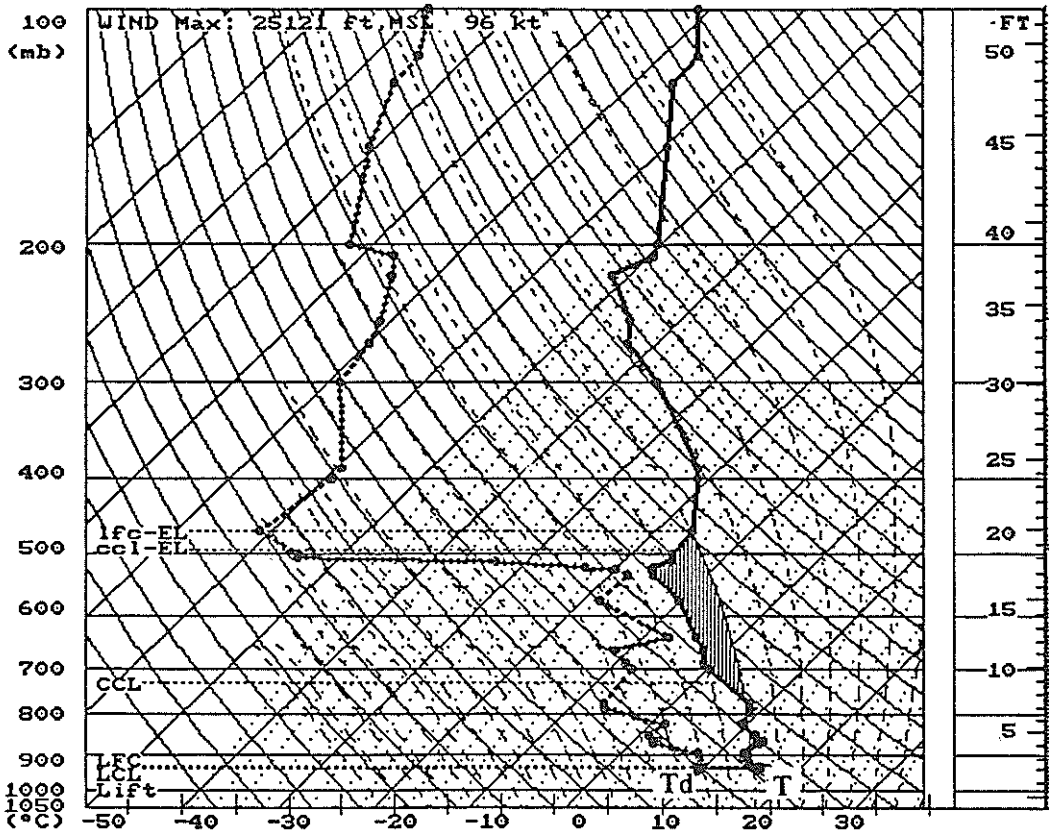 100 WIND Max: 25121 ft MSL 96 kt -FT
(mb) 50
45
200 40
35
300 30
400 25
lfc-EL 20
500 ccl-EL
600 15
700 10
CCL
800 5
900 LFC
LCL Td T
1000 Lift
1050
(°C) -50 -40 -30 -20 -10 0 10 20 30